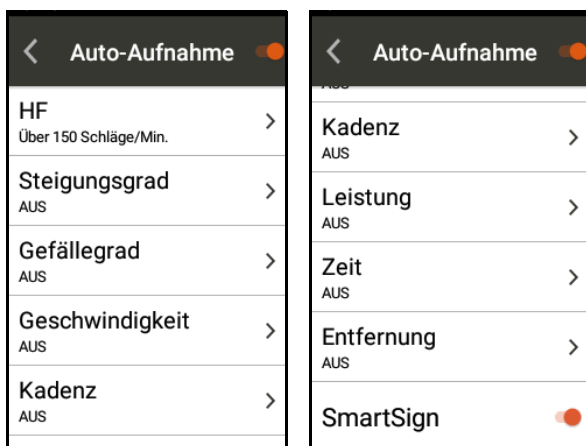 Auto-Aufnahme
HF
Über 150 Schläge/Min.
Steigungsgrad
AUS
Gefällegrad
AUS
Geschwindigkeit
AUS
Kadenz
AUS
Auto-Aufnahme
Kadenz
AUS
Leistung
AUS
Zeit
AUS
Entfernung
AUS
SmartSign